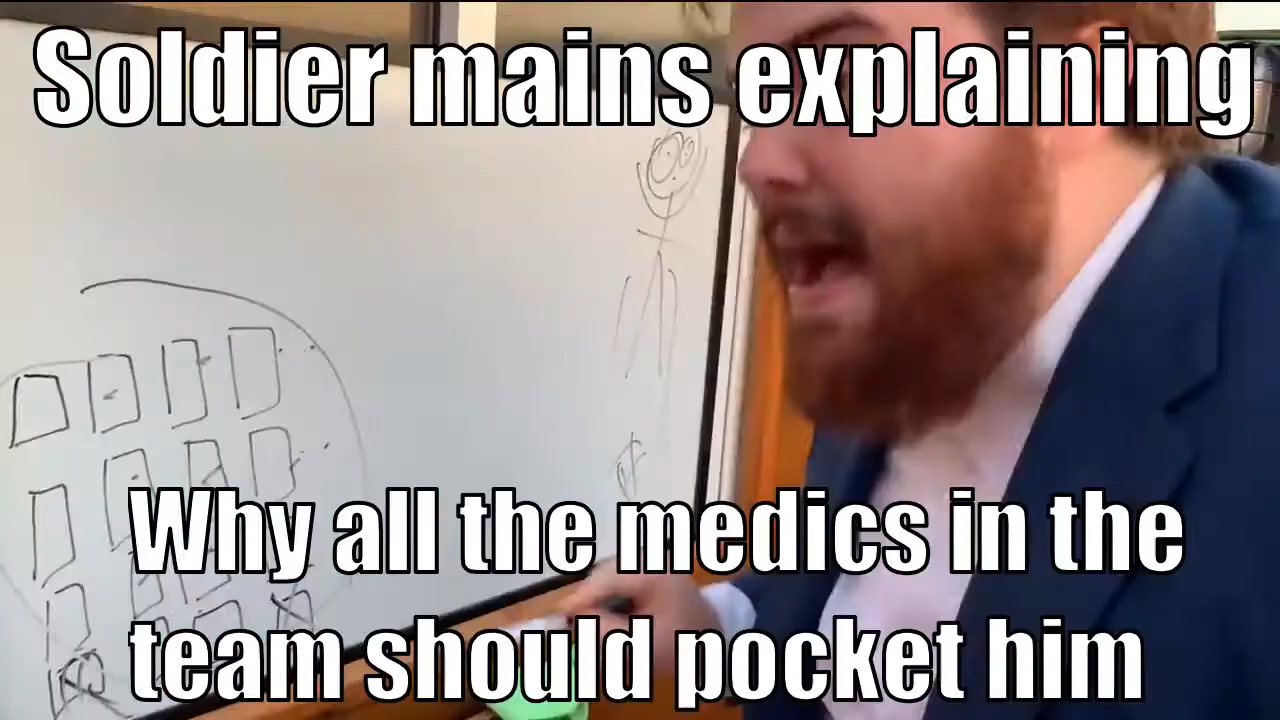 Soldier mains explaining
Why all the medics in the
team should pocket him